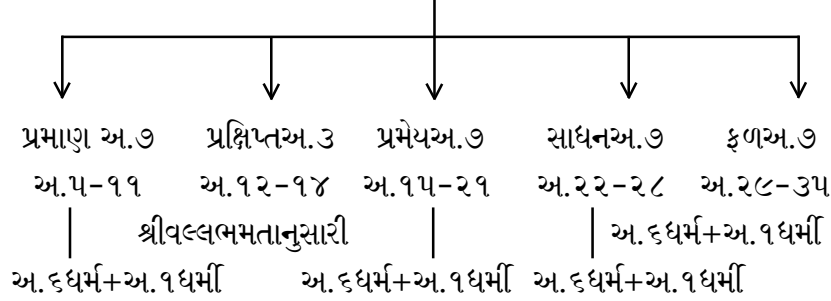 પ્રમાણ અ.૭ પ્રક્ષિપ્તઅ.૩ પ્રમેયઅ.૭ સાધનઅ.૭ ફળઅ.૭
અ.૫-૧૧ અ.૧૨-૧૪ અ.૧૫-૨૧ અ.૨૨-૨૮ અ.૨૯-૩૫
શ્રીવલ્લભમતાનુસારી અ.૬ધર્મ+અ.૧ધર્મી
અ.૬ધર્મ+અ.૧ધર્મી અ.૬ધર્મ+અ.૧ધર્મી અ.૬ધર્મ+અ.૧ધર્મી